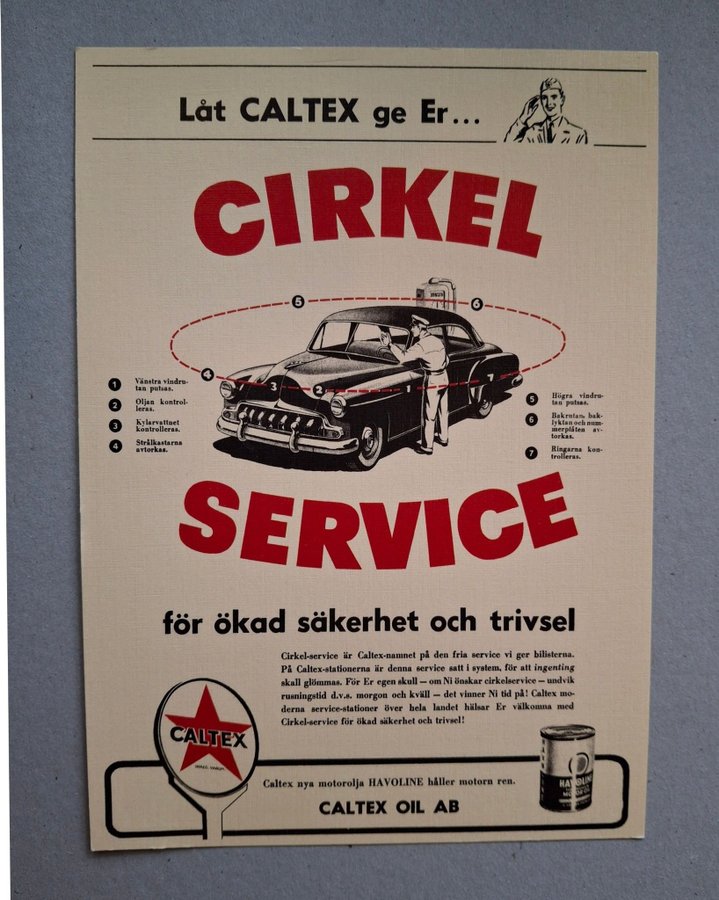 Låt CALTEX ge Er...
CIRKEL
5
6
4
3
2
1
7
1 Vänstra vindru-
tan putsas.
2 Oljan kontrol-
leras.
3 Kylarvattnet
kontrolleras.
4 Strålkastarna
avtorkas.
5 Högra vindru-
tan putsas.
6 Bakrutan, bak-
lyktan och num-
merplåten av-
torkas.
7 Ringarna kon-
trolleras.
SERVICE
för ökad säkerhet och trivsel
Cirkel-service är Caltex-namnet på den fria service vi ger bilisterna.
På Caltex-stationerna är denna service satt i system, för att ingenting
skall glömmas. För Er egen skull — om Ni önskar cirkelservice — undvik
rusningstid d.v.s. morgon och kväll — det vinner Ni tid på! Caltex mo-
derna service-stationer över hela landet hälsar Er välkomna med
Cirkel-service för ökad säkerhet och trivsel!
CALTEX
Caltex nya motorolja HAVOLINE håller motorn ren.
CALTEX OIL AB
HAVOLINE
MOTOR OIL